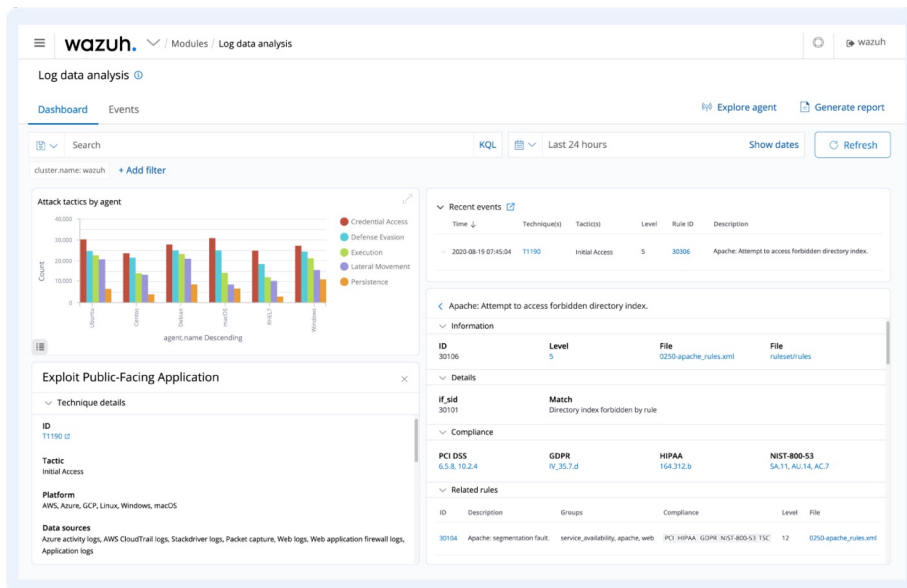 wazuh. / Modules / Log data analysis
wazuh
Log data analysis
Dashboard Events
Explore agent Generate report
Search KQL Last 24 hours Show dates Refresh
cluster.name: wazuh + Add filter
Attack tactics by agent
40,000
30,000
20,000
10,000
0
Count
Ubuntu Centos Debian macOS RHEL7 Windows
agent.name Descending
Credential Access
Defense Evasion
Execution
Lateral Movement
Persistence
Exploit Public-Facing Application
Technique details
ID
T1190
Tactic
Initial Access
Platform
AWS, Azure, GCP, Linux, Windows, macOS
Data sources
Azure activity logs, AWS CloudTrail logs, Stackdriver logs, Packet capture, Web logs, Web application firewall logs,
Application logs
Recent events
Time Technique(s) Tactic(s) Level Rule ID Description
2020-08-19 07:45:04 T1190 Initial Access 5 30306 Apache: Attempt to access forbidden directory index.
Apache: Attempt to access forbidden directory index.
Information
ID Level File File
30106 5 0250-apache_rules.xml ruleset/rules
Details
if_sid Match
30101 Directory index forbidden by rule
Compliance
PCI DSS GDPR HIPAA NIST-800-53
6.5.8, 10.2.4 IV_35.7.d 164.312.b SA.11, AU.14, AC.7
Related rules
ID Description Groups Compliance Level File
30104 Apache: segmentation fault. service_availability, apache, web PCI HIPAA GDPR NIST-800-53 TSC 12 0250-apache_rules.xml